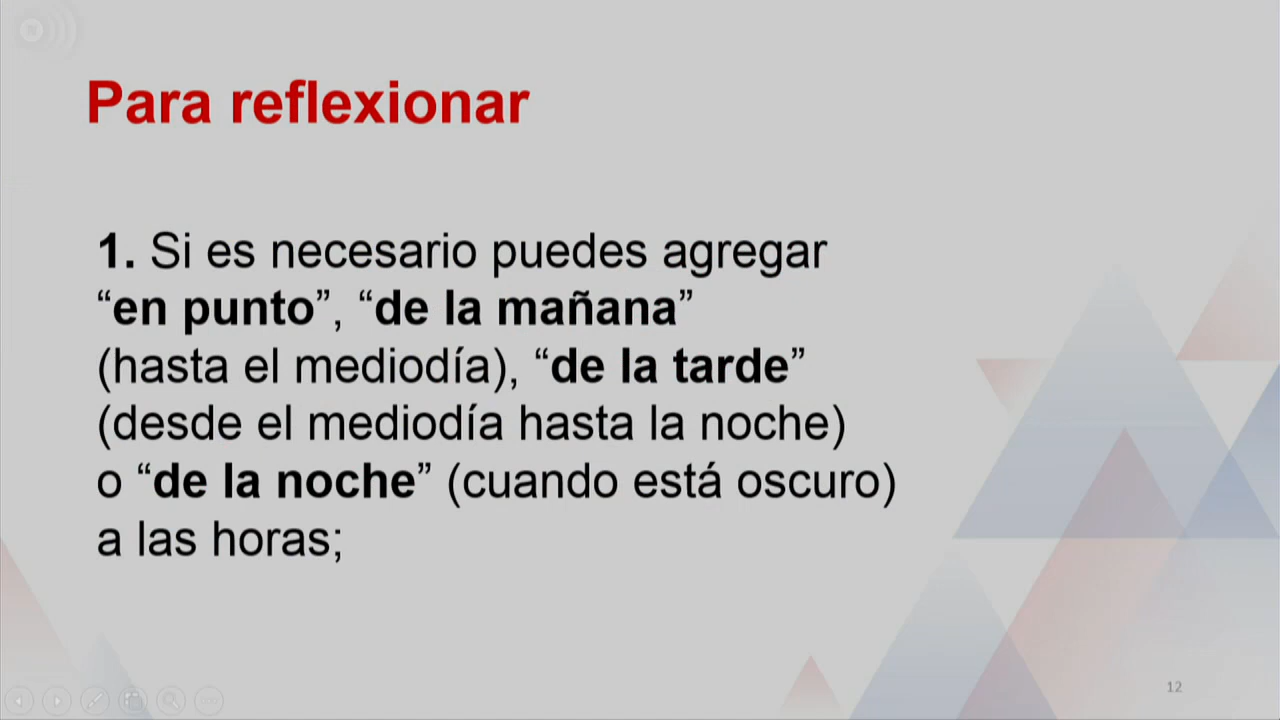 Para reflexionar
1. Si es necesario puedes agregar
“en punto”, “de la mañana”
(hasta el mediodía), “de la tarde”
(desde el mediodía hasta la noche)
o “de la noche” (cuando está oscuro)
a las horas;
12